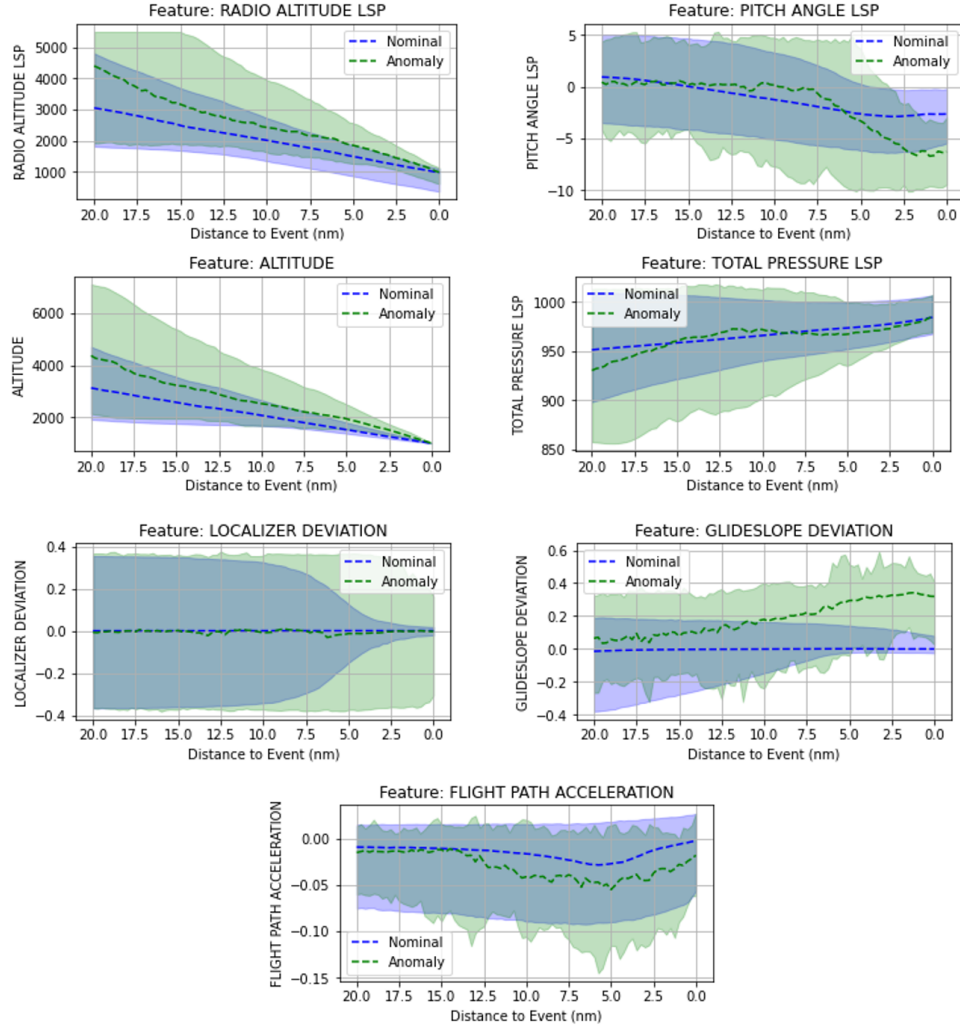 Feature: RADIO ALTITUDE LSP
RADIO ALTITUDE LSP
5000
4000
3000
2000
1000
Nominal
Anomaly
20.0 17.5 15.0 12.5 10.0 7.5 5.0 2.5 0.0
Distance to Event (nm)
Feature: PITCH ANGLE LSP
PITCH ANGLE LSP
5
0
−5
−10
Nominal
Anomaly
20.0 17.5 15.0 12.5 10.0 7.5 5.0 2.5 0.0
Distance to Event (nm)
Feature: ALTITUDE
ALTITUDE
6000
4000
2000
Nominal
Anomaly
20.0 17.5 15.0 12.5 10.0 7.5 5.0 2.5 0.0
Distance to Event (nm)
Feature: TOTAL PRESSURE LSP
TOTAL PRESSURE LSP
1000
950
900
850
Nominal
Anomaly
20.0 17.5 15.0 12.5 10.0 7.5 5.0 2.5 0.0
Distance to Event (nm)
Feature: LOCALIZER DEVIATION
LOCALIZER DEVIATION
0.4
0.2
0.0
−0.2
−0.4
Nominal
Anomaly
20.0 17.5 15.0 12.5 10.0 7.5 5.0 2.5 0.0
Distance to Event (nm)
Feature: GLIDESLOPE DEVIATION
GLIDESLOPE DEVIATION
0.6
0.4
0.2
0.0
−0.2
−0.4
Nominal
Anomaly
20.0 17.5 15.0 12.5 10.0 7.5 5.0 2.5 0.0
Distance to Event (nm)
Feature: FLIGHT PATH ACCELERATION
FLIGHT PATH ACCELERATION
0.00
−0.05
−0.10
−0.15
Nominal
Anomaly
20.0 17.5 15.0 12.5 10.0 7.5 5.0 2.5 0.0
Distance to Event (nm)